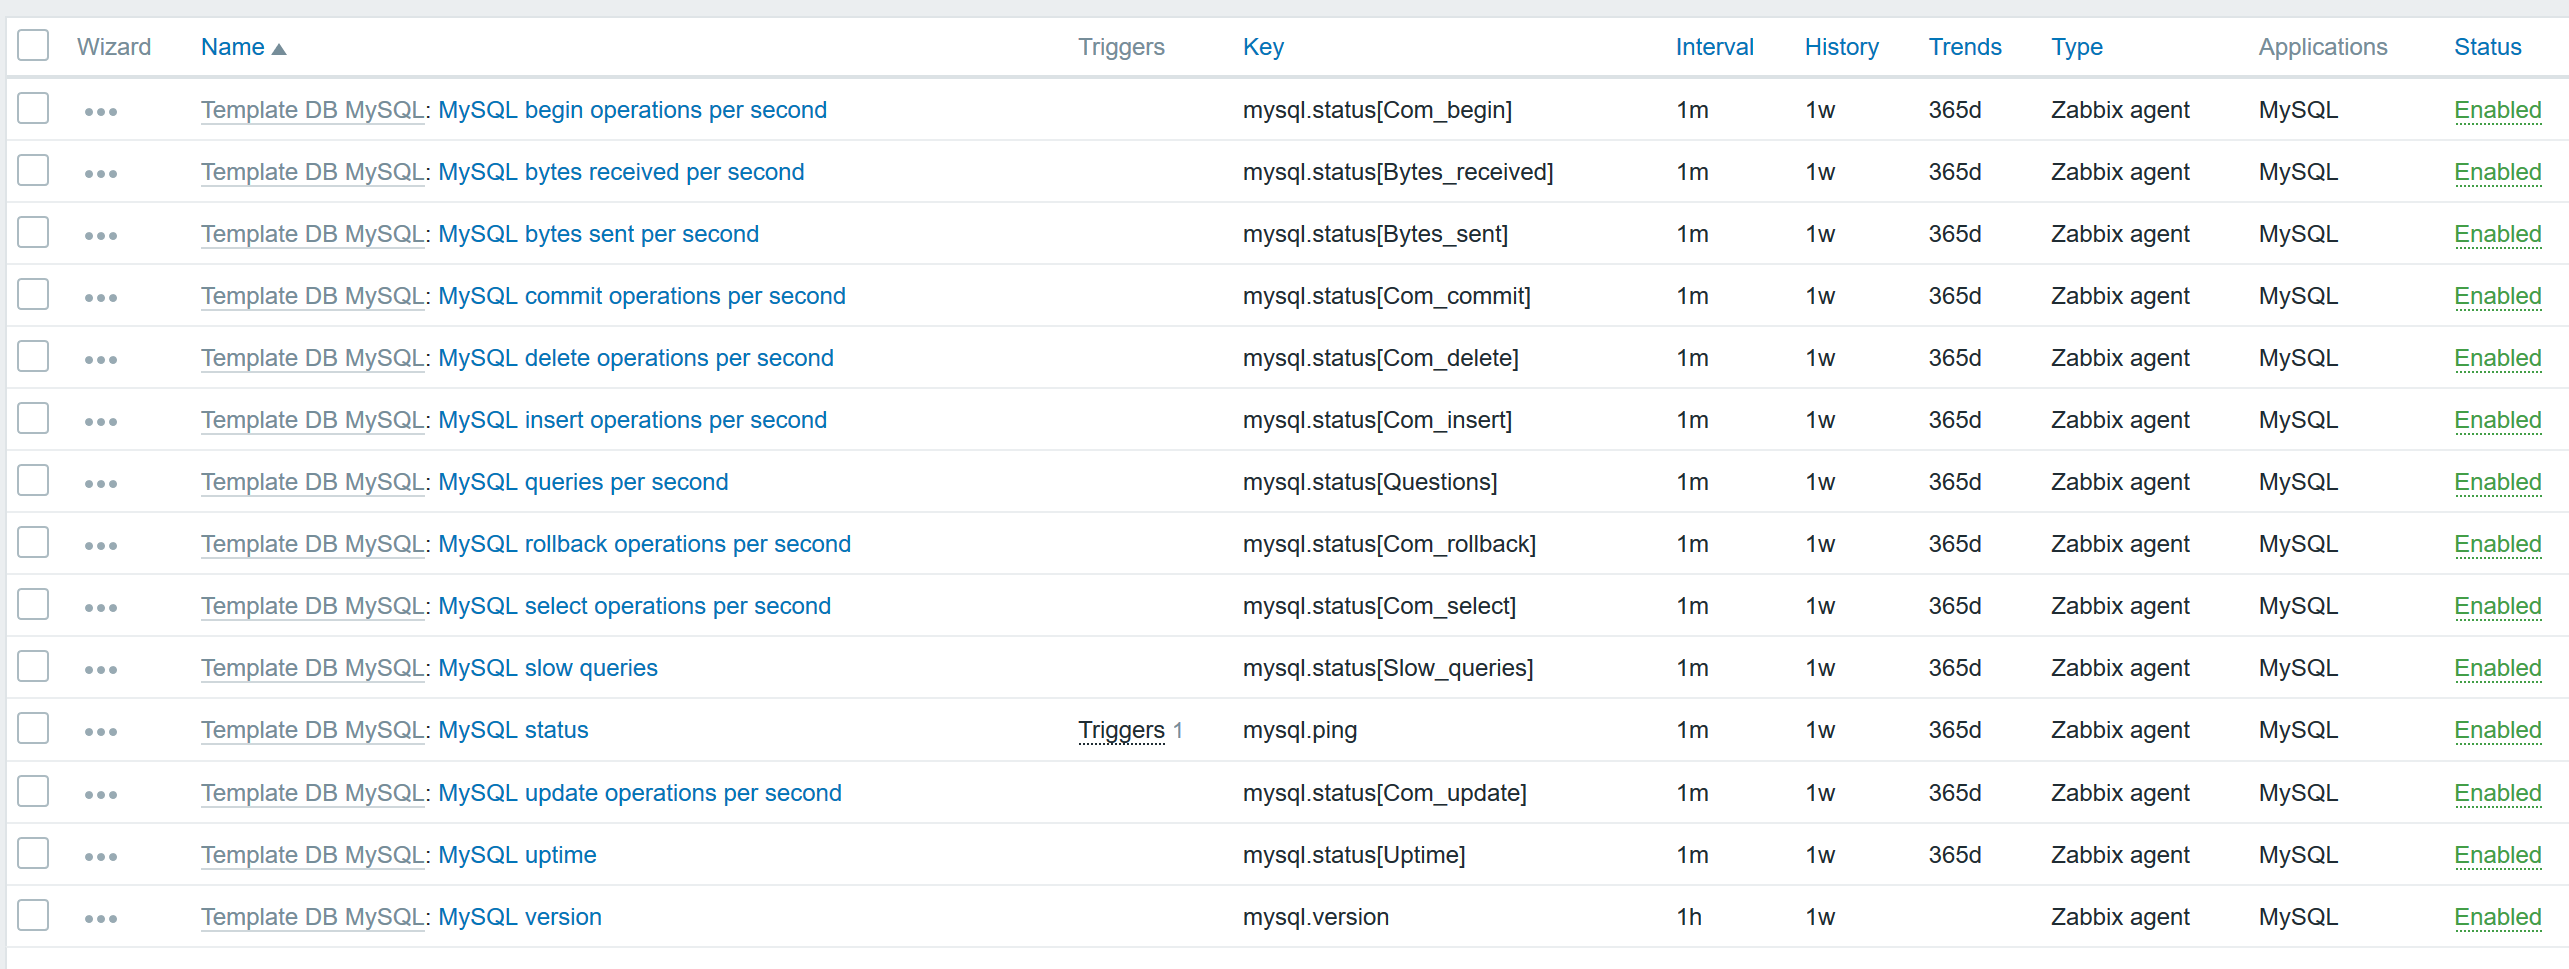 Wizard Name Triggers Key Interval History Trends Type Applications Status
Template DB MySQL: MySQL begin operations per second mysql.status[Com_begin] 1m 1w 365d Zabbix agent MySQL Enabled
Template DB MySQL: MySQL bytes received per second mysql.status[Bytes_received] 1m 1w 365d Zabbix agent MySQL Enabled
Template DB MySQL: MySQL bytes sent per second mysql.status[Bytes_sent] 1m 1w 365d Zabbix agent MySQL Enabled
Template DB MySQL: MySQL commit operations per second mysql.status[Com_commit] 1m 1w 365d Zabbix agent MySQL Enabled
Template DB MySQL: MySQL delete operations per second mysql.status[Com_delete] 1m 1w 365d Zabbix agent MySQL Enabled
Template DB MySQL: MySQL insert operations per second mysql.status[Com_insert] 1m 1w 365d Zabbix agent MySQL Enabled
Template DB MySQL: MySQL queries per second mysql.status[Questions] 1m 1w 365d Zabbix agent MySQL Enabled
Template DB MySQL: MySQL rollback operations per second mysql.status[Com_rollback] 1m 1w 365d Zabbix agent MySQL Enabled
Template DB MySQL: MySQL select operations per second mysql.status[Com_select] 1m 1w 365d Zabbix agent MySQL Enabled
Template DB MySQL: MySQL slow queries mysql.status[Slow_queries] 1m 1w 365d Zabbix agent MySQL Enabled
Template DB MySQL: MySQL status Triggers 1 mysql.ping 1m 1w 365d Zabbix agent MySQL Enabled
Template DB MySQL: MySQL update operations per second mysql.status[Com_update] 1m 1w 365d Zabbix agent MySQL Enabled
Template DB MySQL: MySQL uptime mysql.status[Uptime] 1m 1w 365d Zabbix agent MySQL Enabled
Template DB MySQL: MySQL version mysql.version 1h 1w Zabbix agent MySQL Enabled